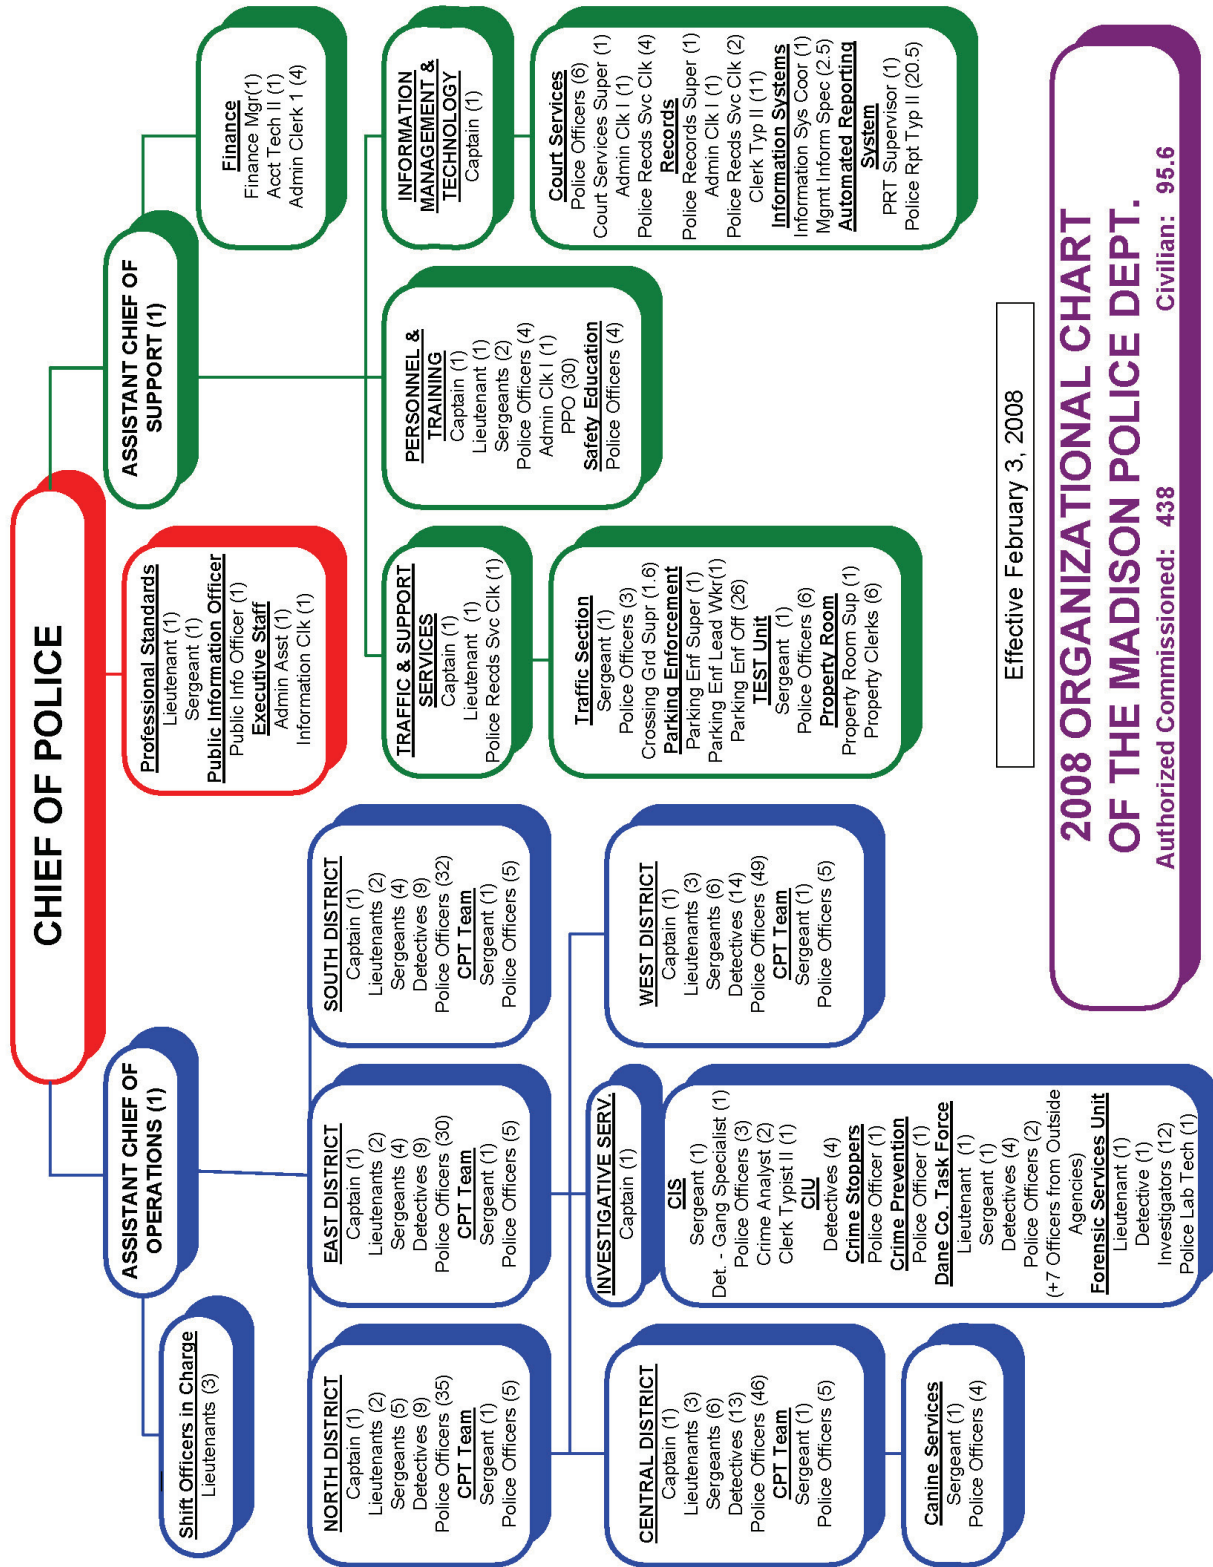 CHIEF OF POLICE
Professional Standards
Lieutenant (1)
Sergeant (1)
Public Information Officer
Public Info Officer (1)
Executive Staff
Admin Asst (1)
Information Clk (1)
ASSISTANT CHIEF OF
OPERATIONS (1)
Shift Officers in Charge
Lieutenants (3)
NORTH DISTRICT
Captain (1)
Lieutenants (2)
Sergeants (5)
Detectives (9)
Police Officers (35)
CPT Team
Sergeant (1)
Police Officers (5)
EAST DISTRICT
Captain (1)
Lieutenants (2)
Sergeants (4)
Detectives (9)
Police Officers (30)
CPT Team
Sergeant (1)
Police Officers (5)
SOUTH DISTRICT
Captain (1)
Lieutenants (2)
Sergeants (4)
Detectives (9)
Police Officers (32)
CPT Team
Sergeant (1)
Police Officers (5)
CENTRAL DISTRICT
Captain (1)
Lieutenants (3)
Sergeants (6)
Detectives (13)
Police Officers (46)
CPT Team
Sergeant (1)
Police Officers (5)
Canine Services
Sergeant (1)
Police Officers (4)
INVESTIGATIVE SERV.
Captain (1)
CIS
Sergeant (1)
Det. - Gang Specialist (1)
Police Officers (3)
Crime Analyst (2)
Clerk Typist II (1)
CIU
Detectives (4)
Crime Stoppers
Police Officer (1)
Crime Prevention
Police Officer (1)
Dane Co. Task Force
Lieutenant (1)
Sergeant (1)
Detectives (4)
Police Officers (2)
(+7 Officers from Outside
Agencies)
Forensic Services Unit
Lieutenant (1)
Detective (1)
Investigators (12)
Police Lab Tech (1)
WEST DISTRICT
Captain (1)
Lieutenants (3)
Sergeants (6)
Detectives (14)
Police Officers (49)
CPT Team
Sergeant (1)
Police Officers (5)
ASSISTANT CHIEF OF
SUPPORT (1)
Finance
Finance Mgr(1)
Acct Tech II (1)
Admin Clerk 1 (4)
TRAFFIC & SUPPORT
SERVICES
Captain (1)
Lieutenant (1)
Police Recds Svc Clk (1)
Traffic Section
Sergeant (1)
Police Officers (3)
Crossing Grd Supr (1.6)
Parking Enforcement
Parking Enf Super (1)
Parking Enf Lead Wkr(1)
Parking Enf Off (26)
TEST Unit
Sergeant (1)
Police Officers (6)
Property Room
Property Room Sup (1)
Property Clerks (6)
PERSONNEL &
TRAINING
Captain (1)
Lieutenant (1)
Sergeants (2)
Police Officers (4)
Admin Clk I (1)
PPO (30)
Safety Education
Police Officers (4)
INFORMATION
MANAGEMENT &
TECHNOLOGY
Captain (1)
Court Services
Police Officers (6)
Court Services Super (1)
Admin Clk I (1)
Police Recds Svc Clk (4)
Records
Police Records Super (1)
Admin Clk I (1)
Police Recds Svc Clk (2)
Clerk Typ II (11)
Information Systems
Information Sys Coor (1)
Mgmt Inform Spec (2.5)
Automated Reporting
System
PRT Supervisor (1)
Police Rpt Typ II (20.5)
Effective February 3, 2008
2008 ORGANIZATIONAL CHART
OF THE MADISON POLICE DEPT.
Authorized Commissioned: 438 Civilian: 95.6